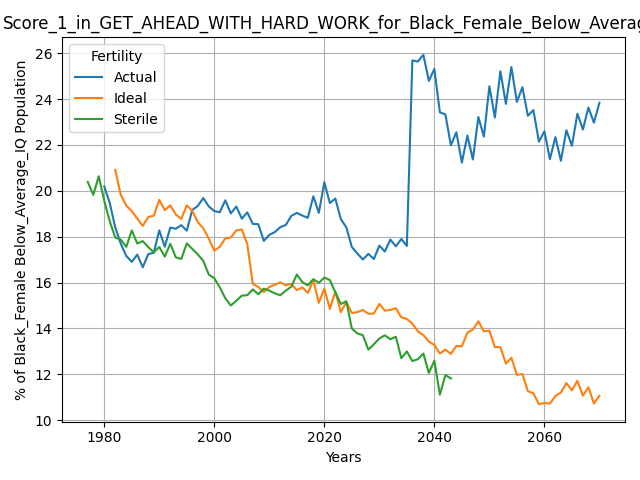 Score_1_in_GET_AHEAD_WITH_HARD_WORK_for_Black_Female_Below_Averag
% of Black_Female Below_Average_IQ Population
Fertility
Actual
Ideal
Sterile
26
24
22
20
18
16
14
12
10
1980
2000
2020
2040
2060
Years